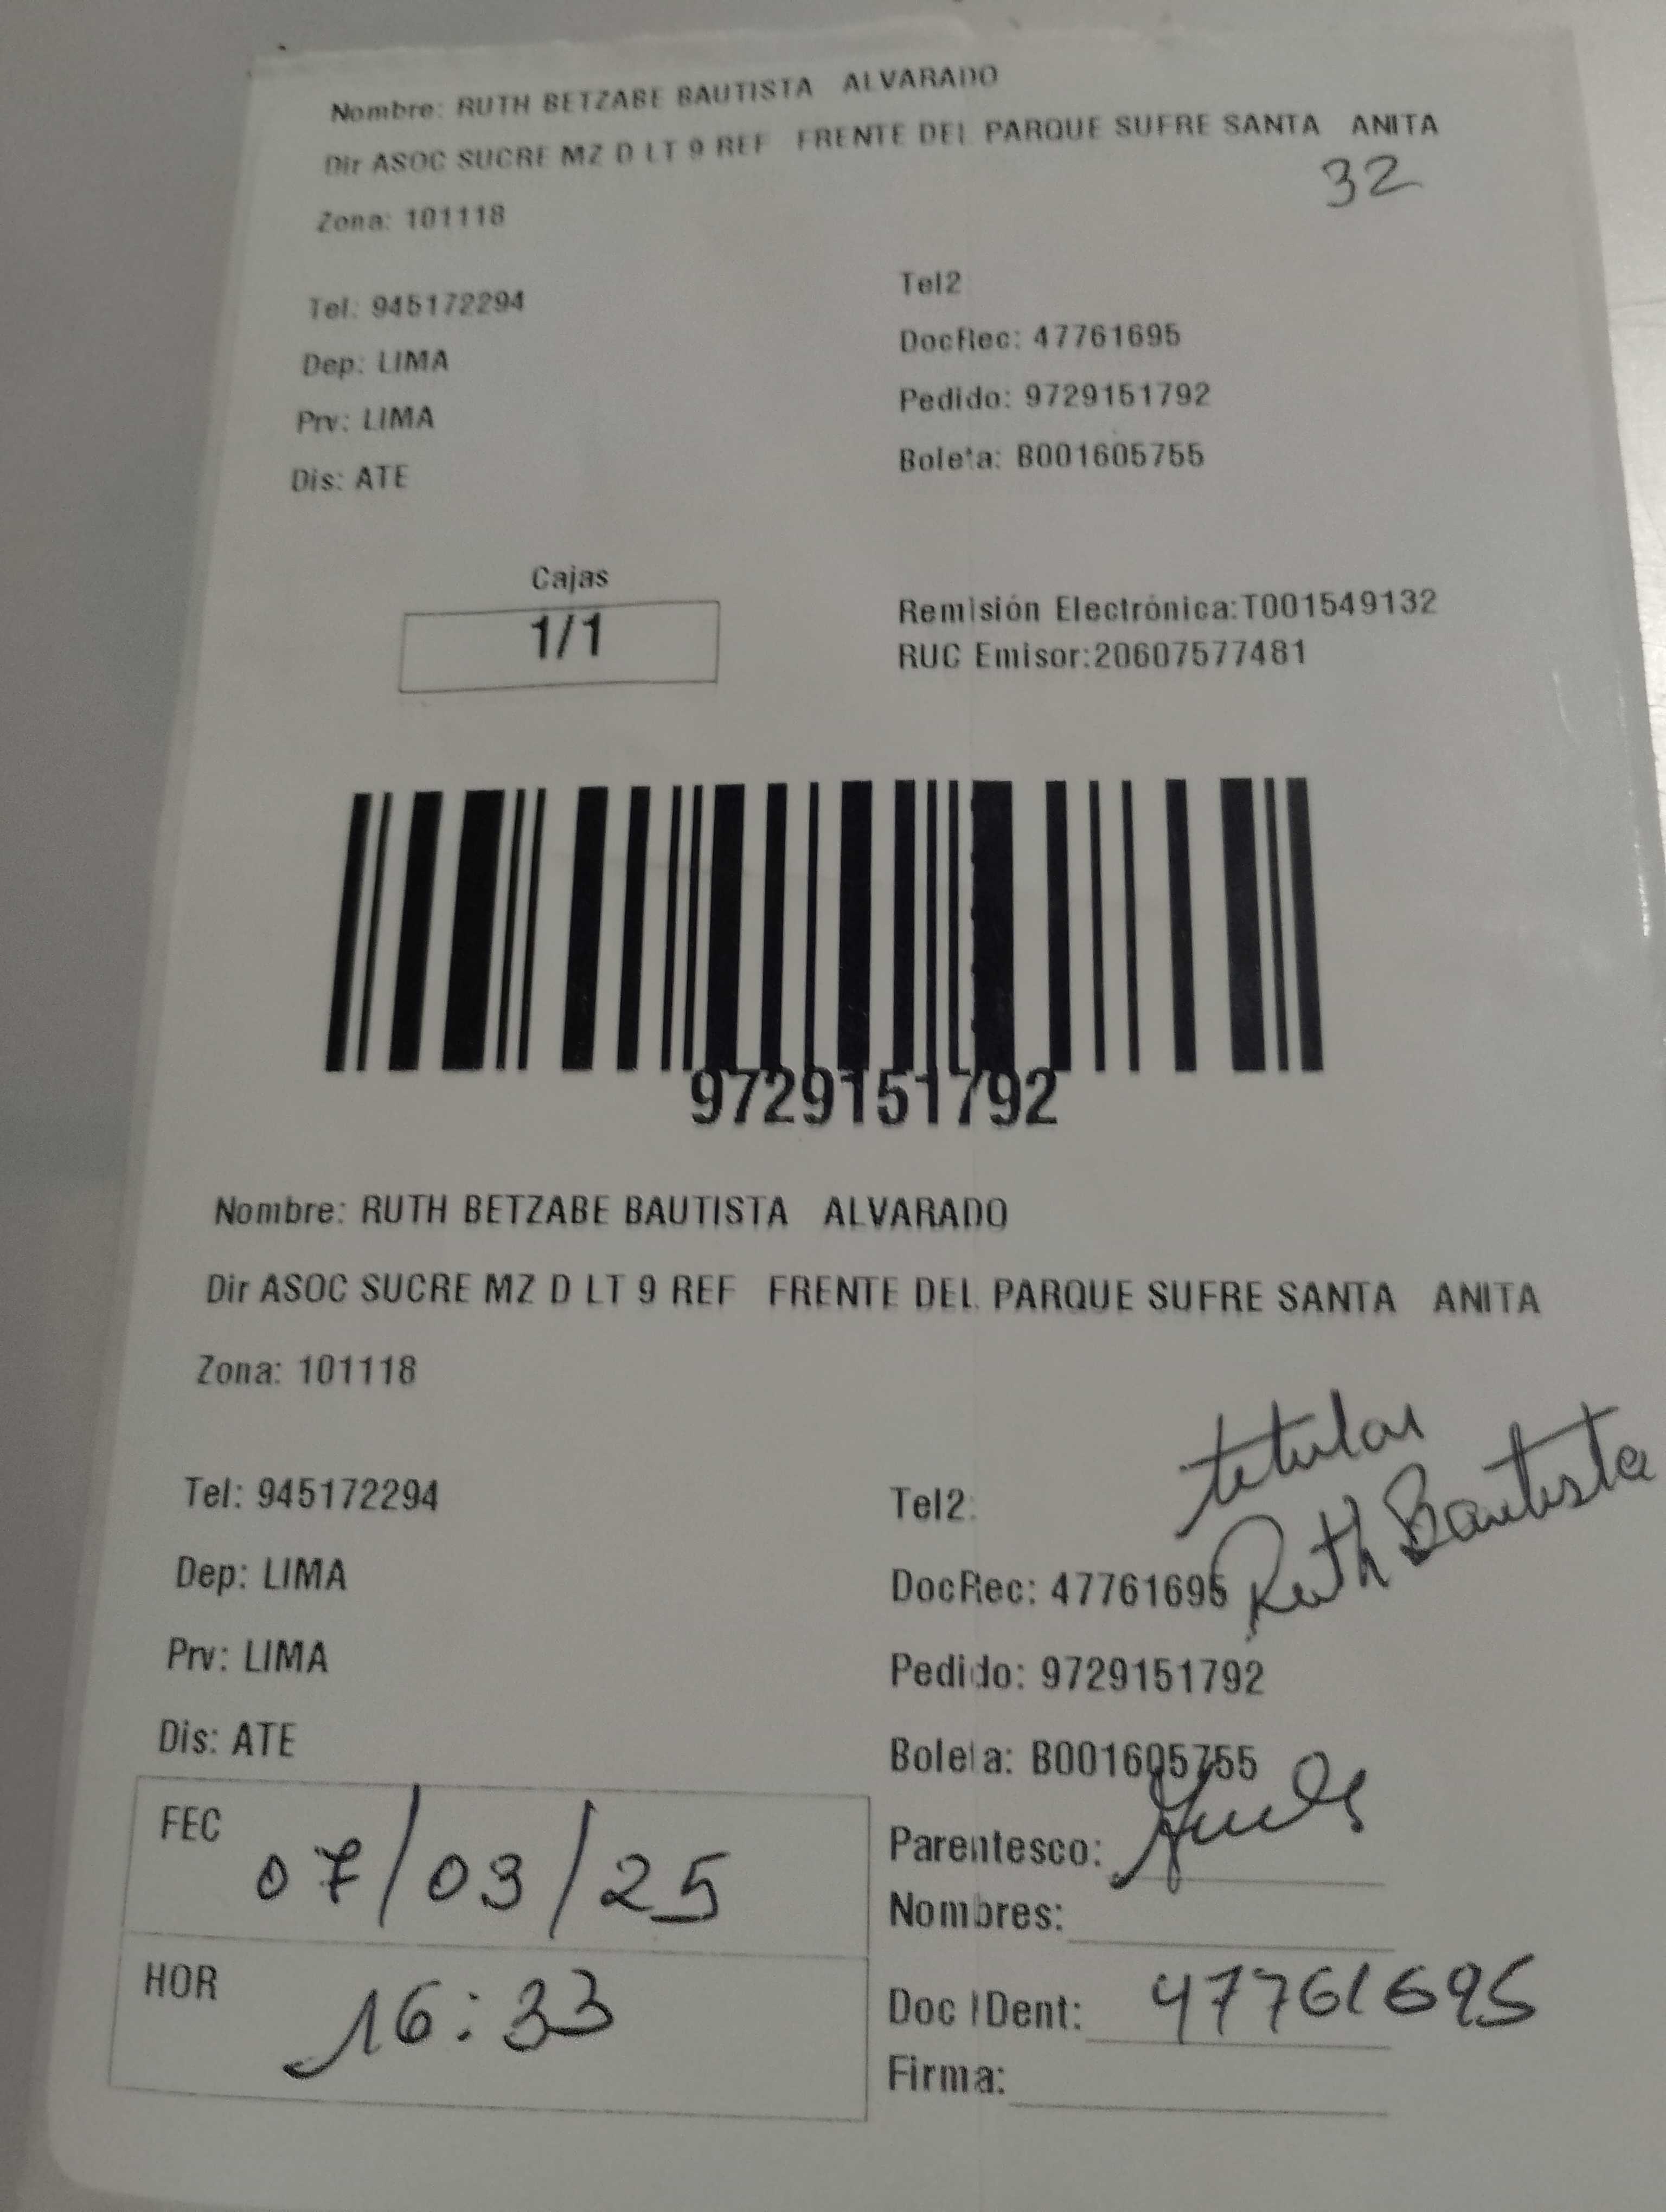 Nombre: RUTH BETZABE BAUTISTA ALVARADO
Dir ASOC SUCRE MZ D LT 9 REF FRENTE DEL PARQUE SUFRE SANTA ANITA
32
Zona: 101118
Tel: 945172294
Tel2
Dep: LIMA
DocRec: 47761695
Prv: LIMA
Pedido: 9729151792
Dis: ATE
Boleta: B001605755
Cajas
1/1
Remisión Electrónica:T001549132
RUC Emisor:20607577481
9729151792
Nombre: RUTH BETZABE BAUTISTA ALVARADO
Dir ASOC SUCRE MZ D LT 9 REF FRENTE DEL PARQUE SUFRE SANTA ANITA
Zona: 101118
titular
Ruth Bautista
Tel: 945172294
Tel2:
Dep: LIMA
DocRec: 47761695
Prv: LIMA
Pedido: 9729151792
Dis: ATE
Boleta: B001605755
FEC 07/03/25
Parentesco:
Nombres:
HOR 16:33
Doc IDent: 47761695
Firma: